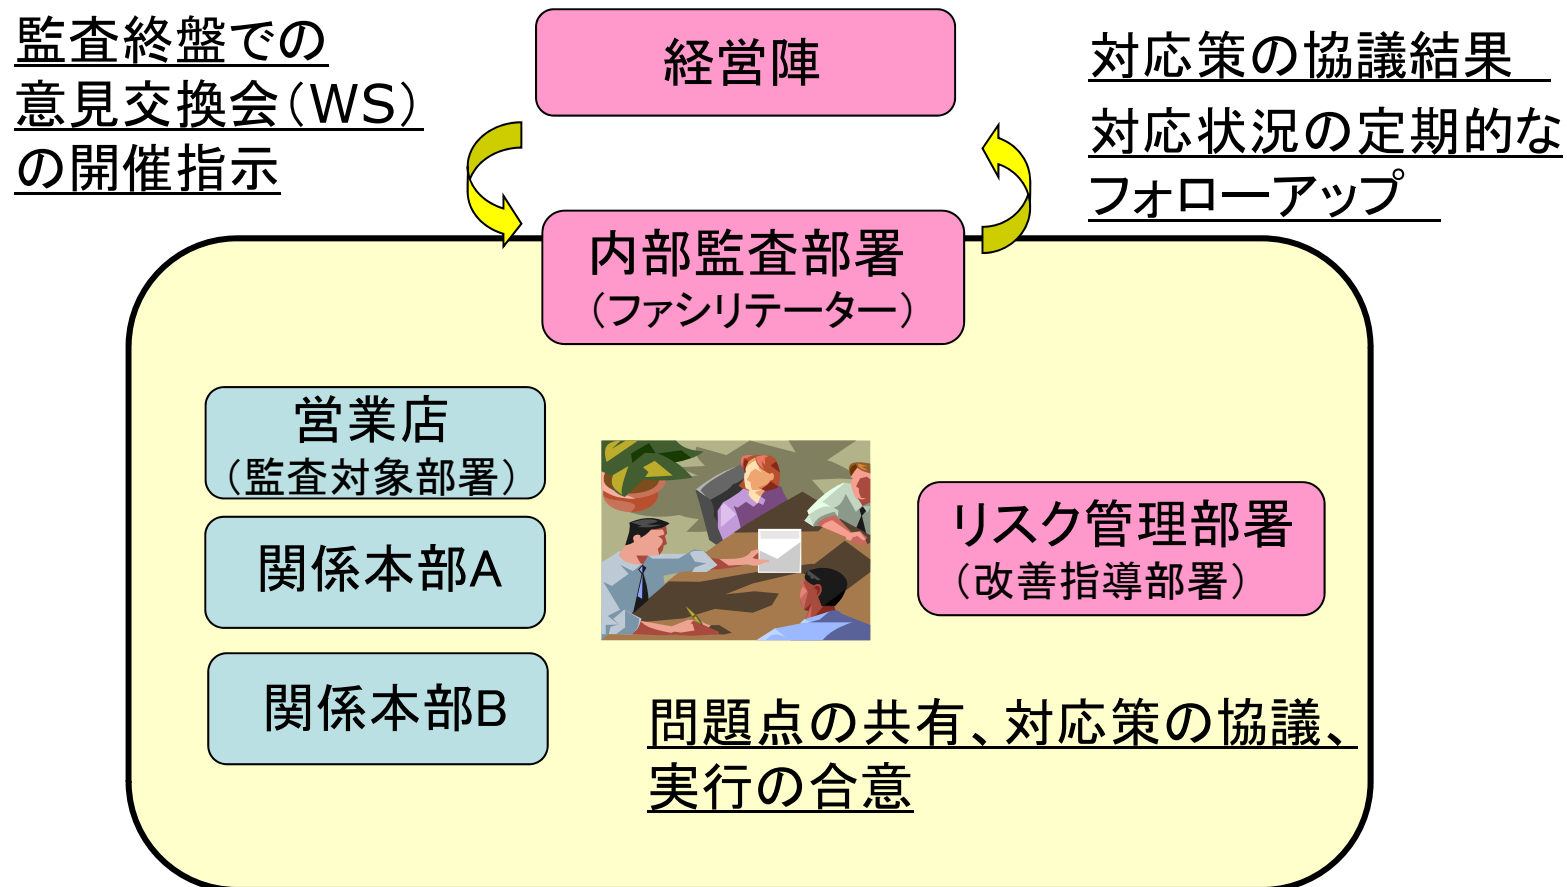 監査終盤での
意見交換会（WS）
の開催指示
経営陣
対応策の協議結果
対応状況の定期的な
フォローアップ
内部監査部署
（ファシリテーター）
営業店
（監査対象部署）
関係本部A
関係本部B
リスク管理部署
（改善指導部署）
問題点の共有、対応策の協議、
実行の合意